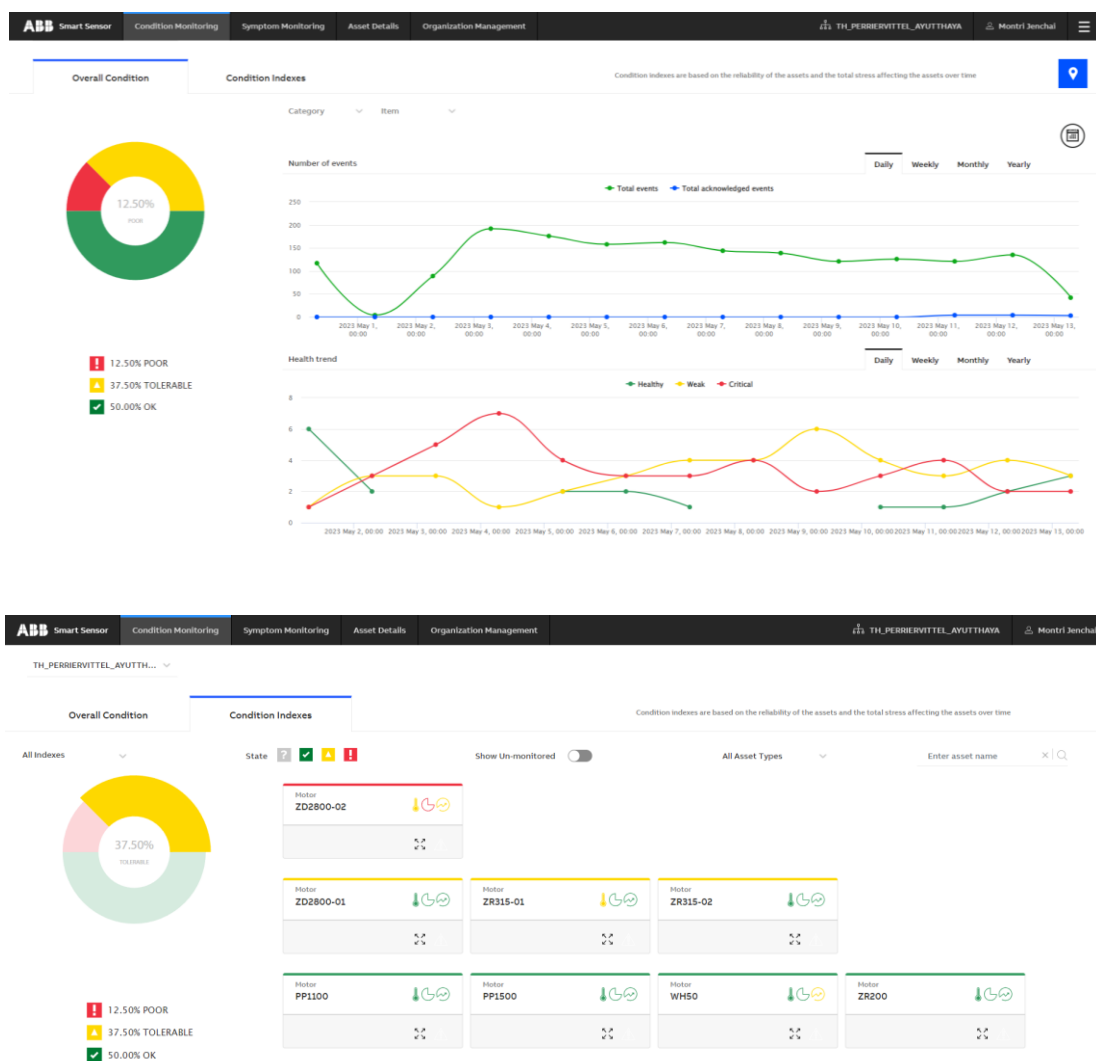 ABB Smart Sensor Condition Monitoring Symptom Monitoring Asset Details Organization Management TH_PERRIERVITTEL_AYUTTHAYA Montri Jenchai
Overall Condition Condition Indexes Condition indexes are based on the reliability of the assets and the total stress affecting the assets over time
Category Item
Number of events Daily Weekly Monthly Yearly
Total events Total acknowledged events
12.50%
POOR
250
200
150
100
50
0
2023 May 1, 00:00 2023 May 2, 00:00 2023 May 3, 00:00 2023 May 4, 00:00 2023 May 5, 00:00 2023 May 6, 00:00 2023 May 7, 00:00 2023 May 8, 00:00 2023 May 9, 00:00 2023 May 10, 00:00 2023 May 11, 00:00 2023 May 12, 00:00 2023 May 13, 00:00
12.50% POOR
37.50% TOLERABLE
50.00% OK
Health trend Daily Weekly Monthly Yearly
Healthy Weak Critical
8
6
4
2
0
2023 May 2, 00:00 2023 May 3, 00:00 2023 May 4, 00:00 2023 May 5, 00:00 2023 May 6, 00:00 2023 May 7, 00:00 2023 May 8, 00:00 2023 May 9, 00:00 2023 May 10, 00:00 2023 May 11, 00:00 2023 May 12, 00:00 2023 May 13, 00:00
ABB Smart Sensor Condition Monitoring Symptom Monitoring Asset Details Organization Management TH_PERRIERVITTEL_AYUTTHAYA Montri Jenchai
TH_PERRIERVITTEL_AYUTTH...
Overall Condition Condition Indexes Condition indexes are based on the reliability of the assets and the total stress affecting the assets over time
All Indexes State ? Show Un-monitored All Asset Types Enter asset name
37.50%
TOLERABLE
Motor
ZD2800-02
Motor Motor Motor
ZD2800-01 ZR315-01 ZR315-02
Motor Motor Motor Motor
PP1100 PP1500 WH50 ZR200
12.50% POOR
37.50% TOLERABLE
50.00% OK